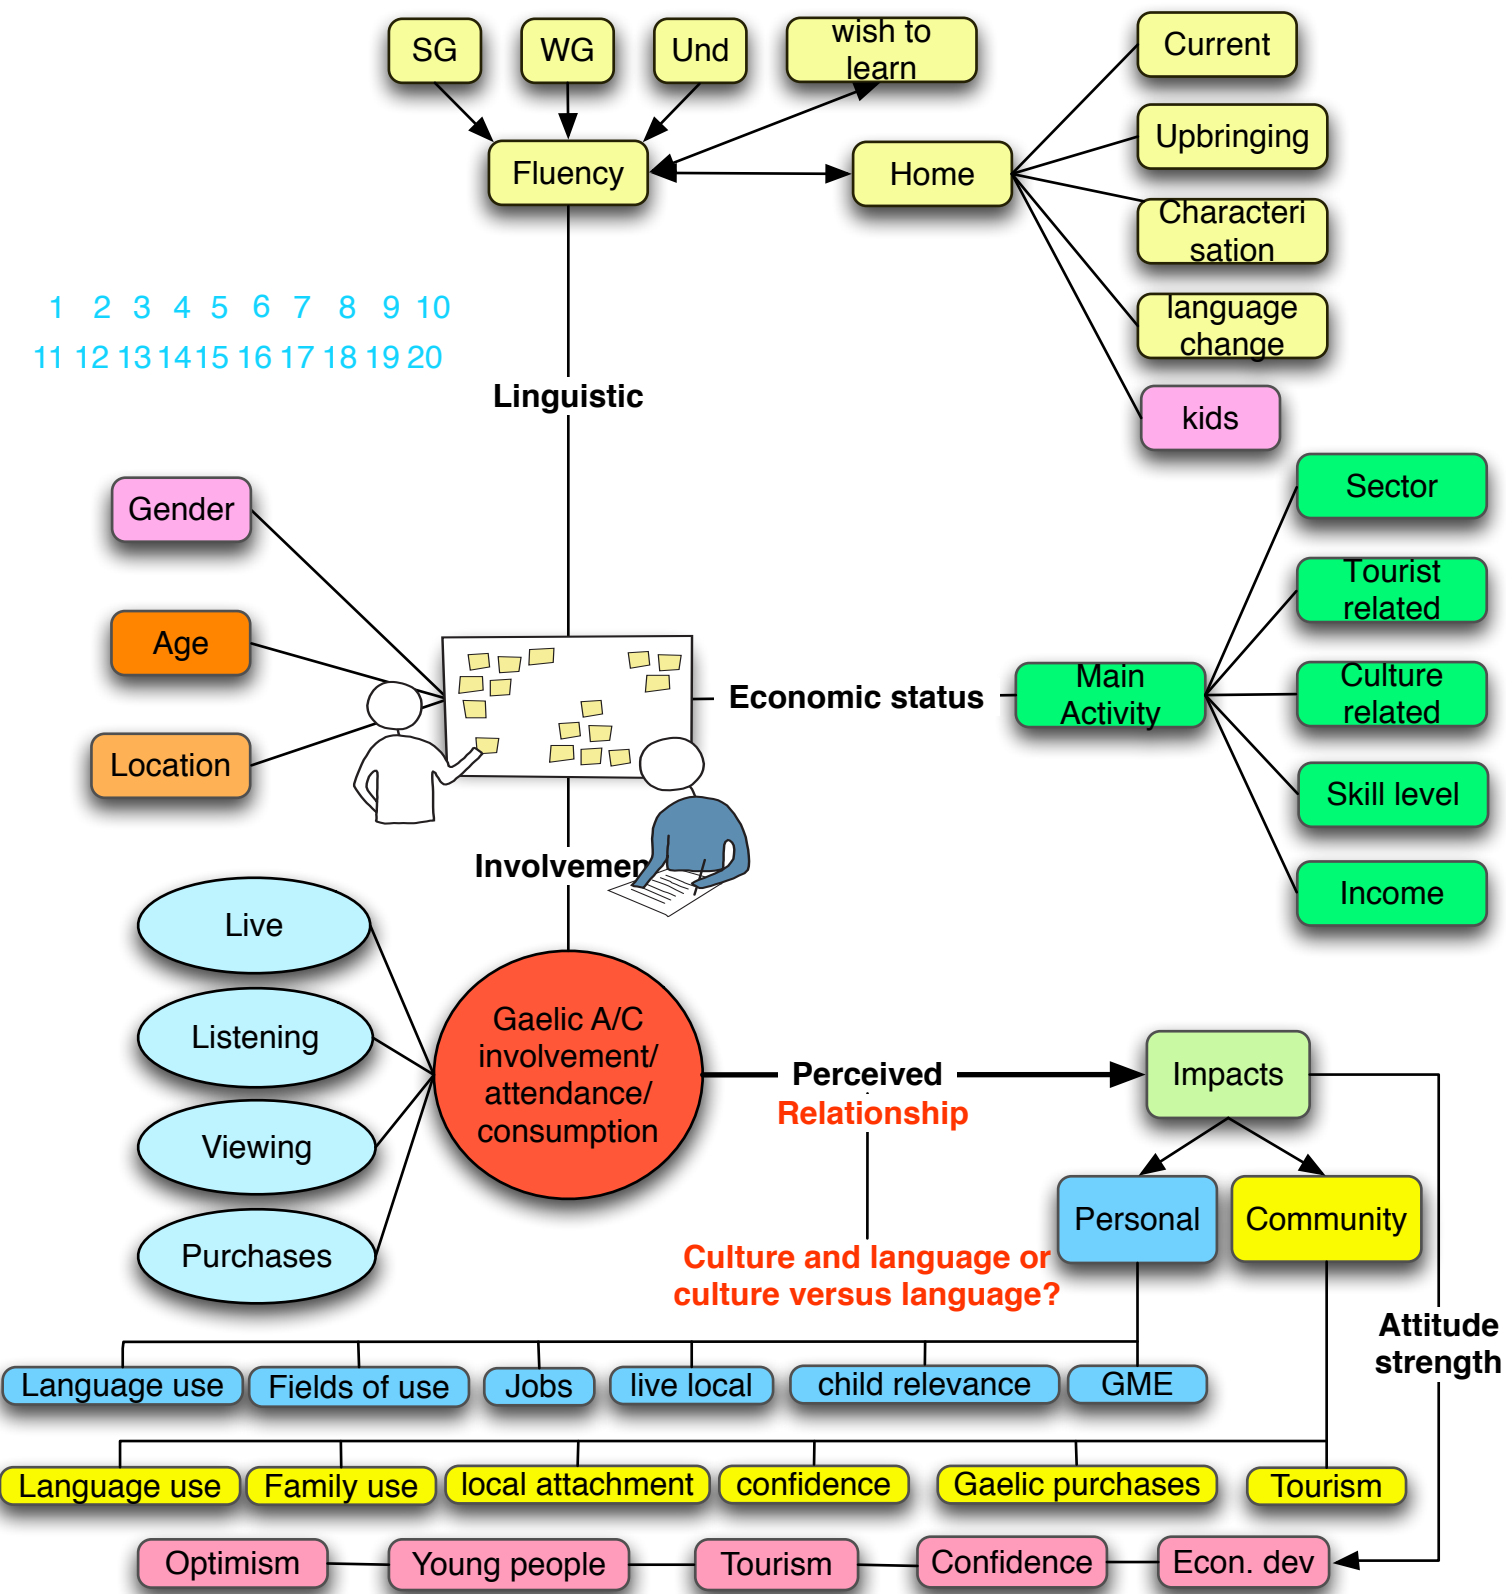 SG
WG
Und
wish to
learn
Current
Upbringing
Fluency
Home
Characteri
sation
language
change
kids
1 2 3 4 5 6 7 8 9 10
11 12 13 14 15 16 17 18 19 20
Linguistic
Gender
Age
Location
Economic status
Main
Activity
Sector
Tourist
related
Culture
related
Skill level
Income
Involvemen
Live
Listening
Viewing
Purchases
Gaelic A/C
involvement/
attendance/
consumption
Perceived
Relationship
Impacts
Personal
Community
Culture and language or
culture versus language?
Attitude
strength
Language use
Fields of use
Jobs
live local
child relevance
GME
Language use
Family use
local attachment
confidence
Gaelic purchases
Tourism
Optimism
Young people
Tourism
Confidence
Econ. dev